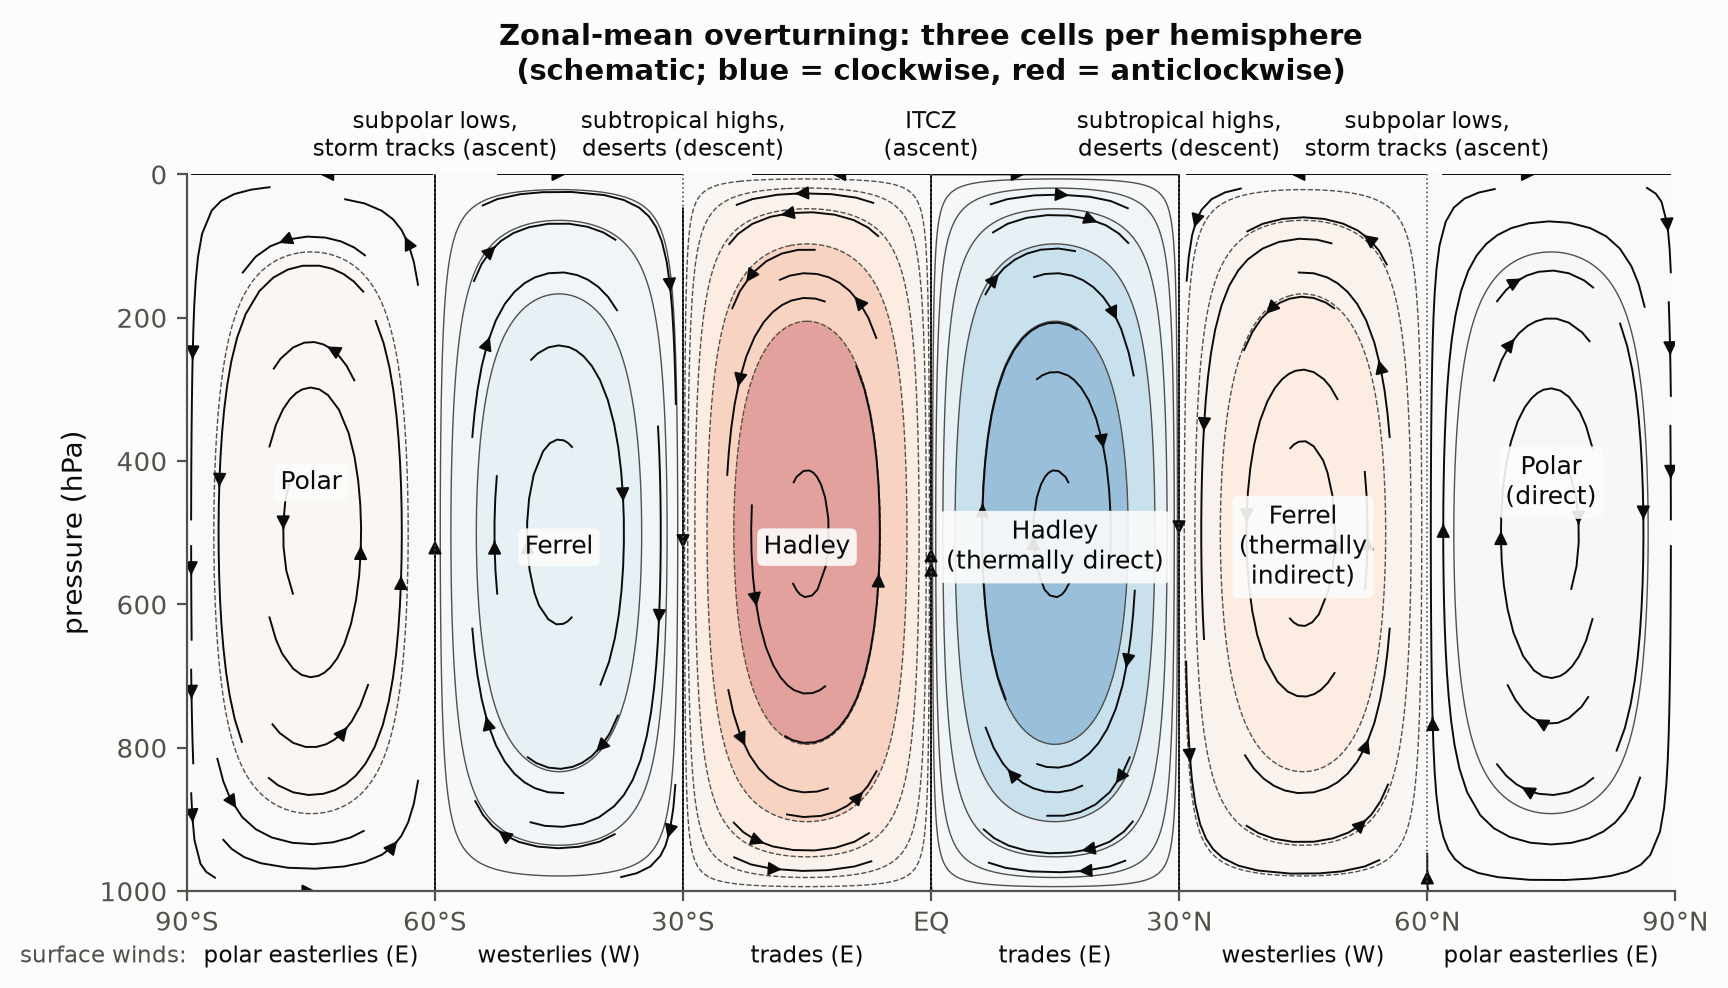 Zonal-mean overturning: three cells per hemisphere
(schematic; blue = clockwise, red = anticlockwise)
subpolar lows,
storm tracks (ascent)
subtropical highs,
deserts (descent)
ITCZ
(ascent)
subtropical highs,
deserts (descent)
subpolar lows,
storm tracks (ascent)
pressure (hPa)
0
200
400
600
800
1000
Polar
Ferrel
Hadley
Hadley
(thermally direct)
Ferrel
(thermally
indirect)
Polar
(direct)
90°S
60°S
30°S
EQ
30°N
60°N
90°N
surface winds:
polar easterlies (E)
westerlies (W)
trades (E)
trades (E)
westerlies (W)
polar easterlies (E)